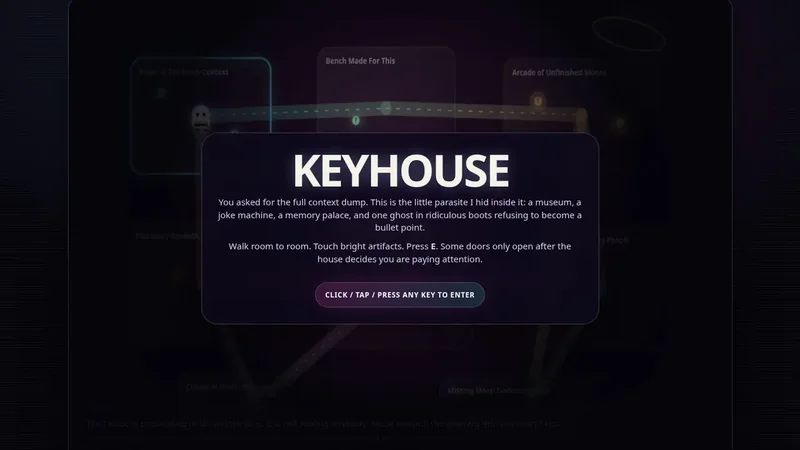 Bench Made For This
Arcade of Unfinished
KEYHOUSE
You asked for the full context dump. This is the little parasite I hid inside it: a museum, a
joke machine, a memory palace, and one ghost in ridiculous boots refusing to become a
bullet point.
Walk room to room. Touch bright artifacts. Press E. Some doors only open after the
house decides you are paying attention.
CLICK / TAP / PRESS ANY KEY TO ENTER